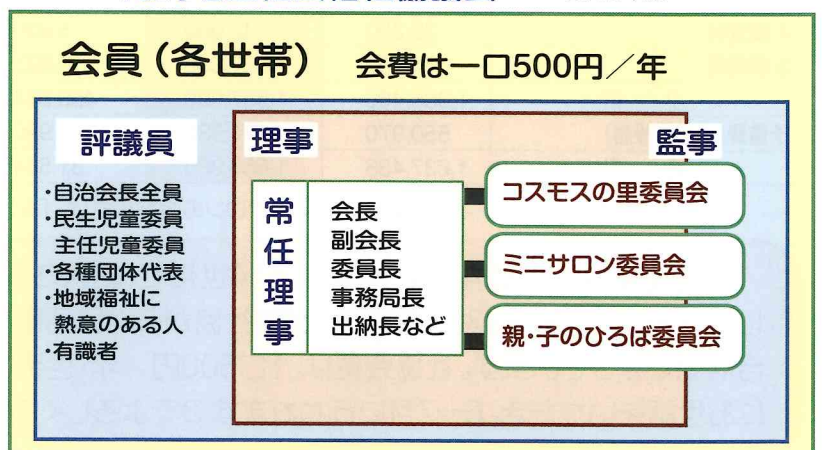 会員（各世帯） 会費は一口500円／年
評議員
・自治会長全員
・民生児童委員
主任児童委員
・各種団体代表
・地域福祉に
熱意のある人
・有識者
理事
監事
常任理事
会長
副会長
委員長
事務局長
出納長など
コスモスの里委員会
ミニサロン委員会
親・子のひろば委員会